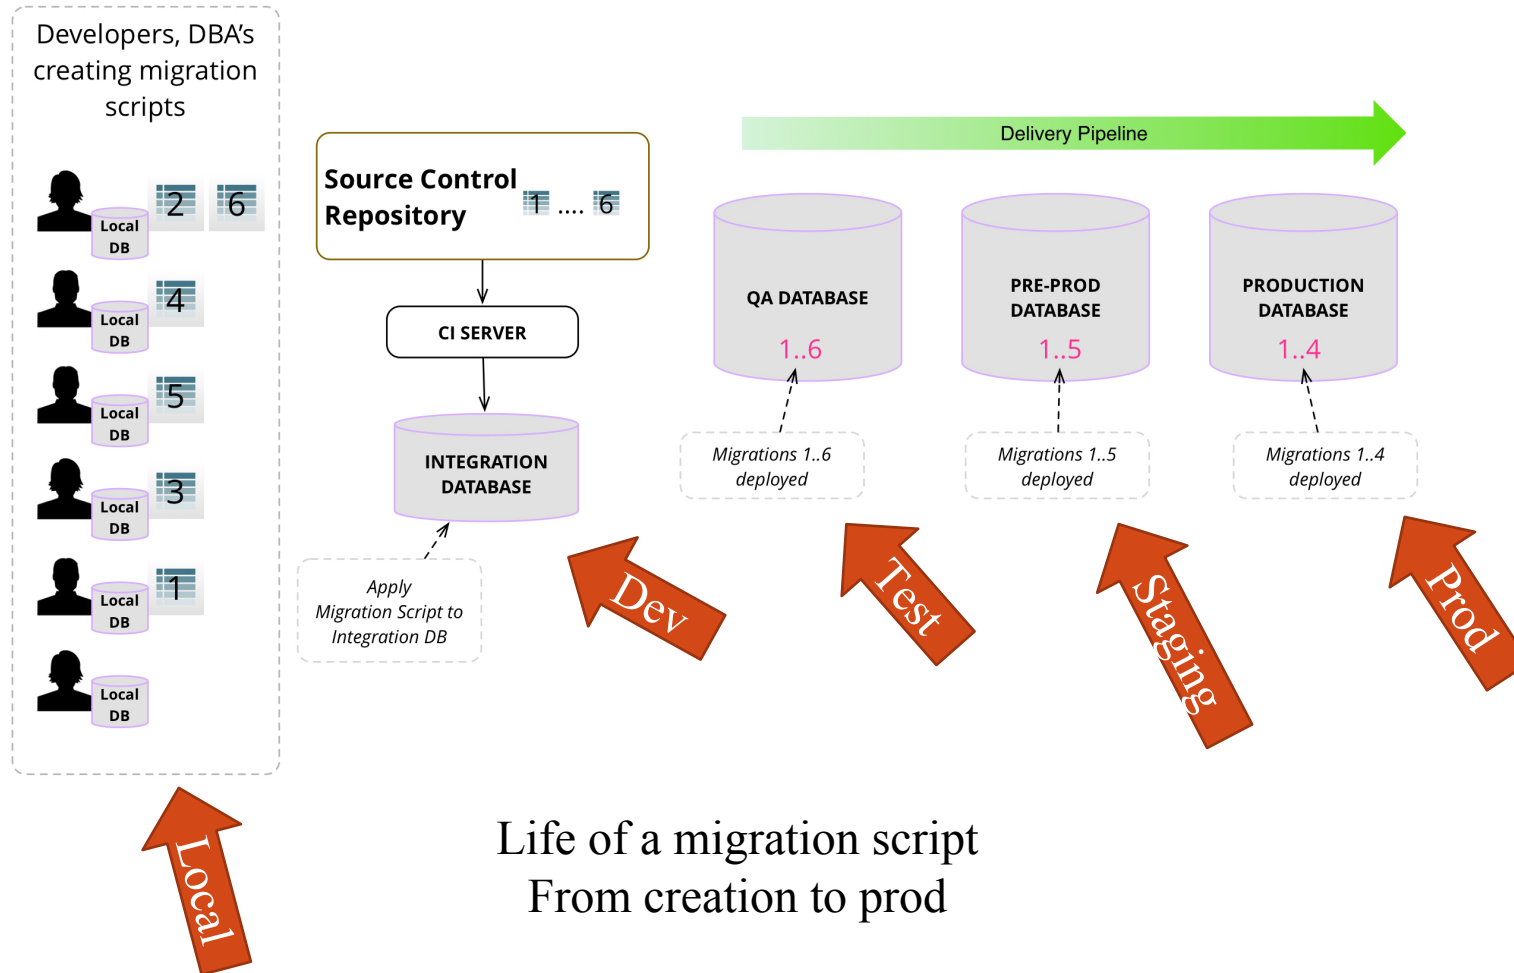 Developers, DBA's
creating migration
scripts
2 6
Local
DB
4
Local
DB
5
Local
DB
3
Local
DB
1
Local
DB
Local
DB
Local
Source Control
Repository
1 .... 6
CI SERVER
INTEGRATION
DATABASE
Apply
Migration Script to
Integration DB
Dev
Delivery Pipeline
QA DATABASE
1..6
Migrations 1..6
deployed
Test
PRE-PROD
DATABASE
1..5
Migrations 1..5
deployed
Staging
PRODUCTION
DATABASE
1..4
Migrations 1..4
deployed
Prod
Life of a migration script
From creation to prod